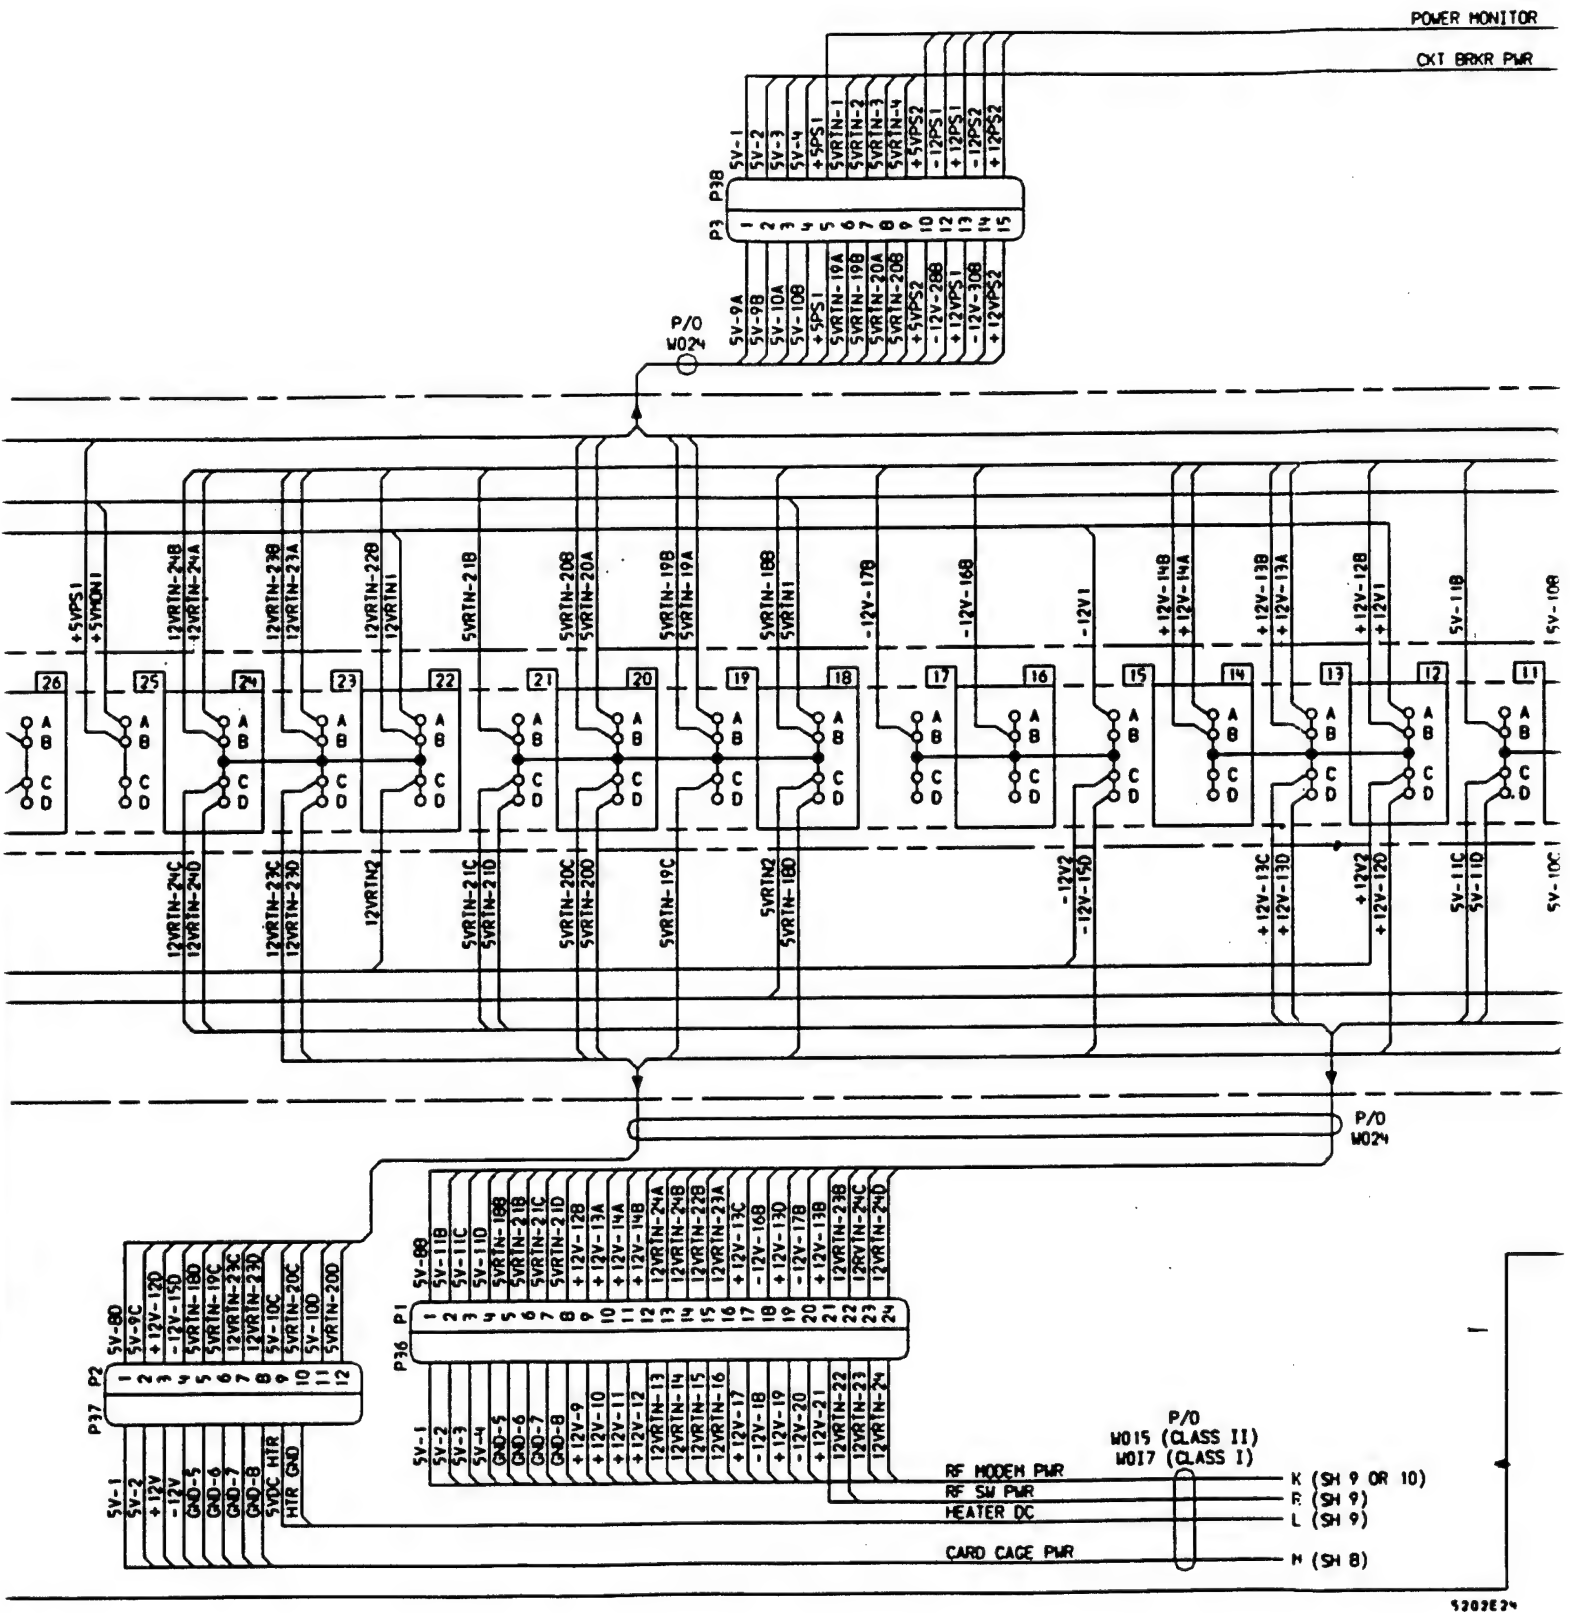 POWER MONITOR
CKT BRKR PWR
5V-1
5V-2
5V-3
5V-4
+5PS1
5VRTN-1
5VRTN-2
5VRTN-3
5VRTN-4
+5VPS2
-12PS1
+12PS1
-12PS2
+12PS2
P38
P3
1 2 3 4 5 6 7 8 9 10 12 13 14 15
5V-9A
5V-9B
5V-10A
5V-10B
+5PS1
5VRTN-19A
5VRTN-19B
5VRTN-20A
5VRTN-20B
+5VPS2
-12V-28B
+12VPS1
-12V-30B
+12VPS2
P/O
W024
+5VPS1
+5VMON1
12VRTN-24B
12VRTN-24A
12VRTN-23B
12VRTN-23A
12VRTN-22B
12VRTN1
5VRTN-21B
5VRTN-20B
5VRTN-20A
5VRTN-19B
5VRTN-19A
5VRTN-18B
5VRTN1
-12V-17B
-12V-16B
-12V1
+12V-14B
+12V-14A
+12V-13B
+12V-13A
+12V-12B
+12V1
5V-11B
5V-10B
26 25 24 23 22 21 20 19 18 17 16 15 14 13 12 11
A A A A A A A A A A A A A A A A
B B B B B B B B B B B B B B B B
C C C C C C C C C C C C C C C C
D D D D D D D D D D D D D D D D
12VRTN-24C
12VRTN-24D
12VRTN-23C
12VRTN-23D
12VRTN2
5VRTN-21C
5VRTN-21D
5VRTN-20C
5VRTN-20D
5VRTN-19C
5VRTN2
5VRTN-18D
-12V2
-12V-15D
+12V-13C
+12V-13D
+12V2
+12V-12D
5V-11C
5V-11D
5V-10C
P/O
W024
5V-8D
5V-9C
+12V-12D
-12V-15D
5VRTN-18D
5VRTN-19C
12VRTN-23C
12VRTN-23D
5V-10C
5VRTN-20C
5V-10D
5VRTN-20D
P2
P37
1 2 3 4 5 6 7 8 9 10 11 12
5V-1
5V-2
+12V
-12V
GND-5
GND-6
GND-7
GND-8
5VDC HTR
HTR GND
5V-8B
5V-11B
5V-11C
5V-11D
5VRTN-18B
5VRTN-21B
5VRTN-21C
5VRTN-21D
+12V-12B
+12V-13A
+12V-14A
+12V-14B
12VRTN-24A
12VRTN-24B
12VRTN-22B
12VRTN-23A
+12V-13C
-12V-16B
+12V-13D
-12V-17B
+12V-13B
12VRTN-23B
12RVTN-24C
12VRTN-24D
P1
P36
1 2 3 4 5 6 7 8 9 10 11 12 13 14 15 16 17 18 19 20 21 22 23 24
5V-1
5V-2
5V-3
5V-4
GND-5
GND-6
GND-7
GND-8
+12V-9
+12V-10
+12V-11
+12V-12
12VRTN-13
12VRTN-14
12VRTN-15
12VRTN-16
+12V-17
-12V-18
+12V-19
-12V-20
+12V-21
12VRTN-22
12VRTN-23
12VRTN-24
P/O
W015 (CLASS II)
W017 (CLASS I)
RF MODEM PWR K (SH 9 OR 10)
RF SW PWR (SH 9)
HEATER DC L (SH 9)
CARD CAGE PWR M (SH 8)
5202E24